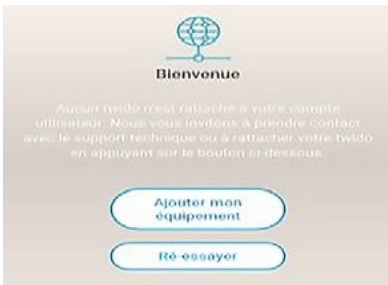 Bienvenue
Aucun twido n'est rattaché à votre compte
utilisateur. Nous vous invitons à prendre contact
avec le support technique ou à rattacher votre twido
en appuyant sur le bouton ci-dessous.
Ajouter mon
équipement
Ré-essayer